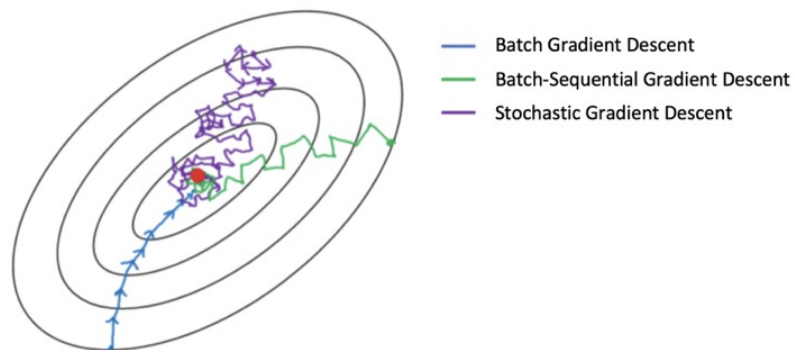 Batch Gradient Descent
Batch-Sequential Gradient Descent
Stochastic Gradient Descent